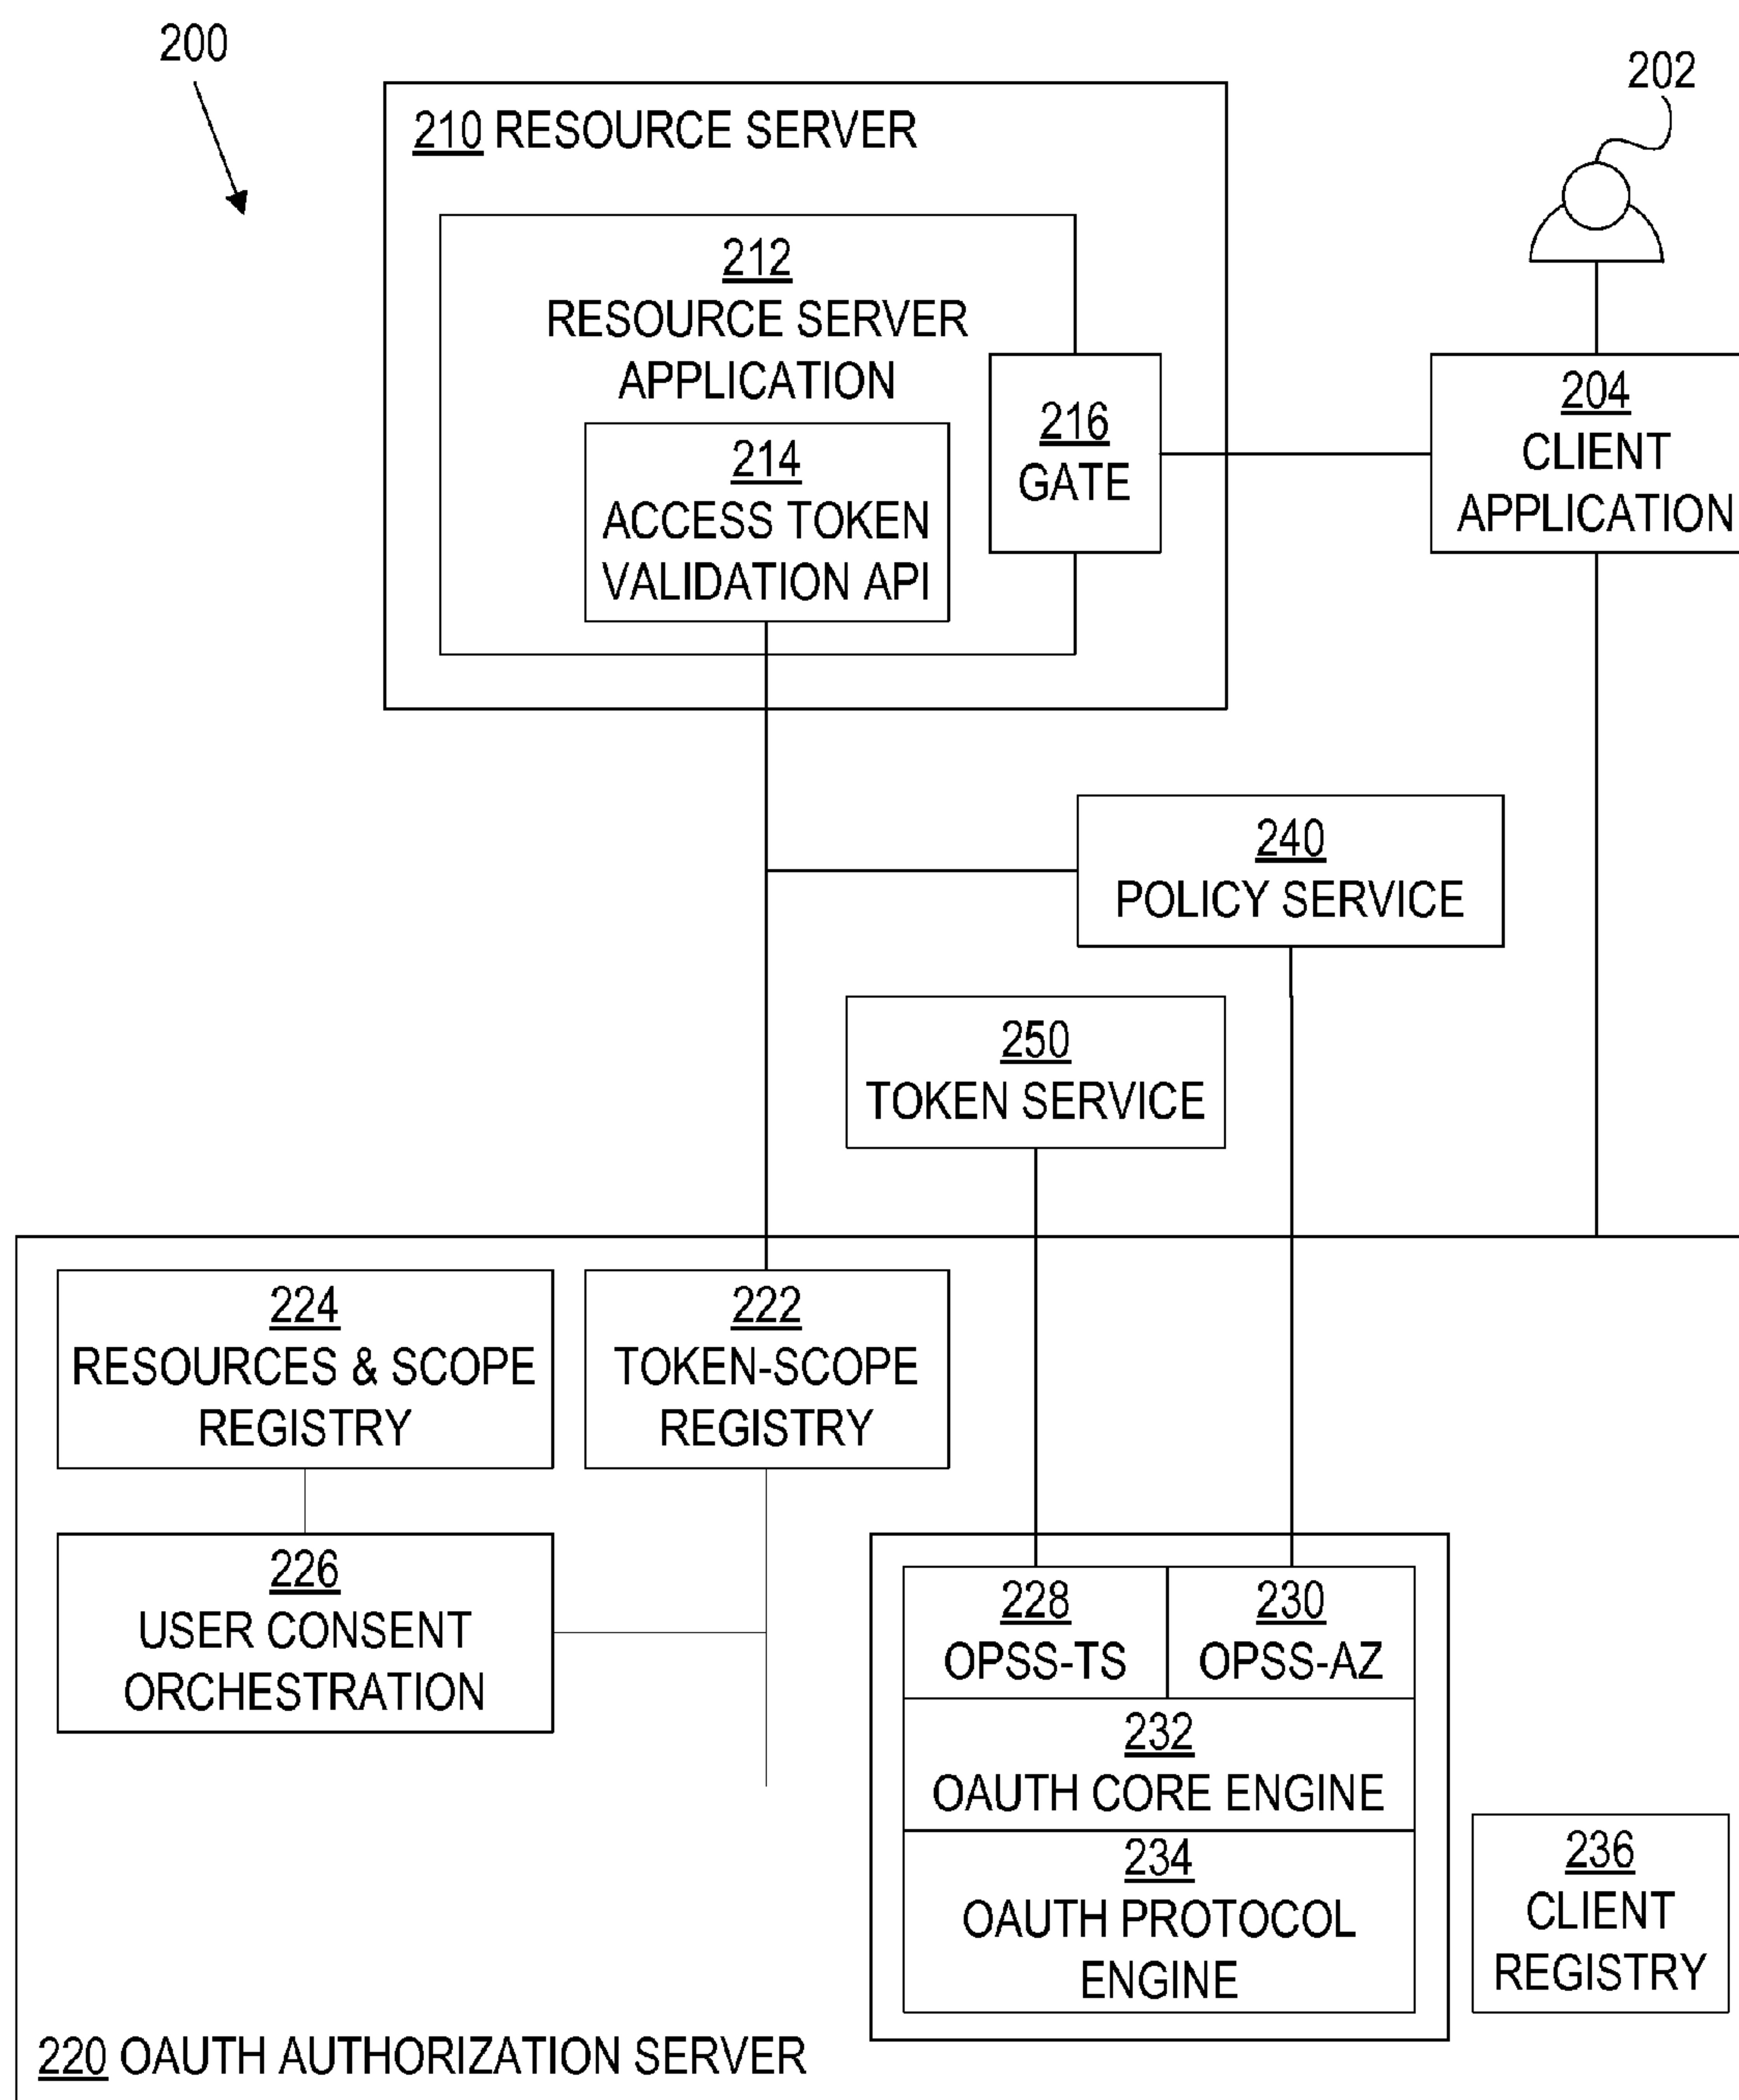 200
202
210 RESOURCE SERVER
212
RESOURCE SERVER
APPLICATION
214
ACCESS TOKEN
VALIDATION API
216
GATE
204
CLIENT
APPLICATION
240
POLICY SERVICE
250
TOKEN SERVICE
224
RESOURCES & SCOPE
REGISTRY
222
TOKEN-SCOPE
REGISTRY
226
USER CONSENT
ORCHESTRATION
228
OPSS-TS
230
OPSS-AZ
232
OAUTH CORE ENGINE
234
OAUTH PROTOCOL
ENGINE
236
CLIENT
REGISTRY
220 OAUTH AUTHORIZATION SERVER